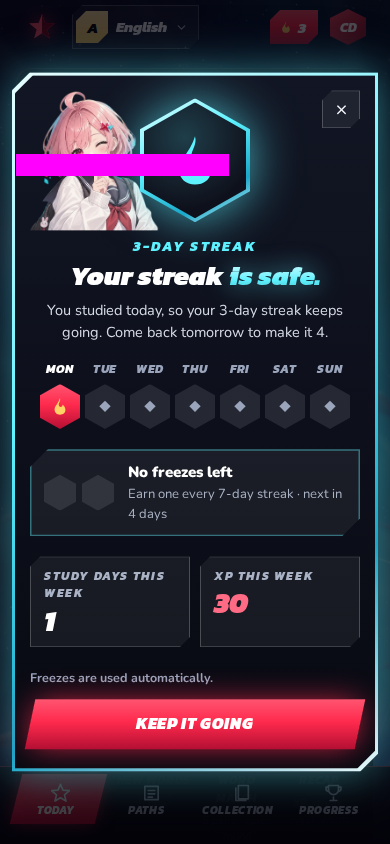 A English 3 CD
3-DAY STREAK
Your streak is safe.
You studied today, so your 3-day streak keeps
going. Come back tomorrow to make it 4.
MON TUE WED THU FRI SAT SUN
No freezes left
Earn one every 7-day streak · next in
4 days
STUDY DAYS THIS
WEEK
1
XP THIS WEEK
30
Freezes are used automatically.
KEEP IT GOING
TODAY PATHS COLLECTION PROGRESS